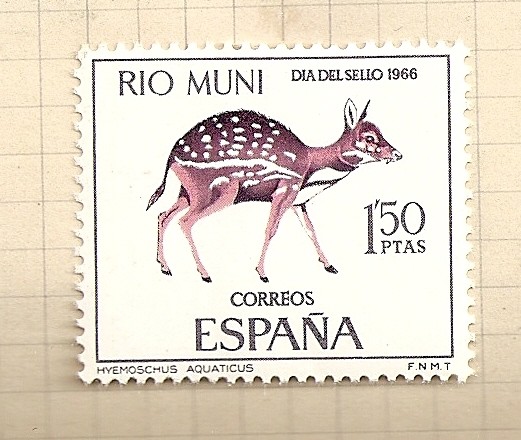 RIO MUNI DIA DEL SELLO 1966
1'50
PTAS
CORREOS
ESPAÑA
HYEMOSCHUS AQUATICUS F.N.M.T